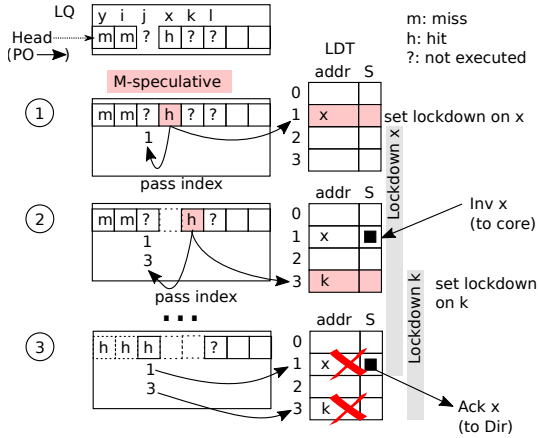 LQ y i j x k l
Head
(PO →)
m m ? h ? ?
m: miss
h: hit
?: not executed
LDT
addr S
M-speculative
1
m m ? h ? ?
1
pass index
0
1 x
2
3
set lockdown on x
Lockdown x
2
m m ? h ?
1
3
pass index
0
1 x
2
3 k
Inv x
(to core)
set lockdown
on k
Lockdown k
...
3
h h h ?
1
3
addr S
0
1 x
2
3 k
Ack x
(to Dir)